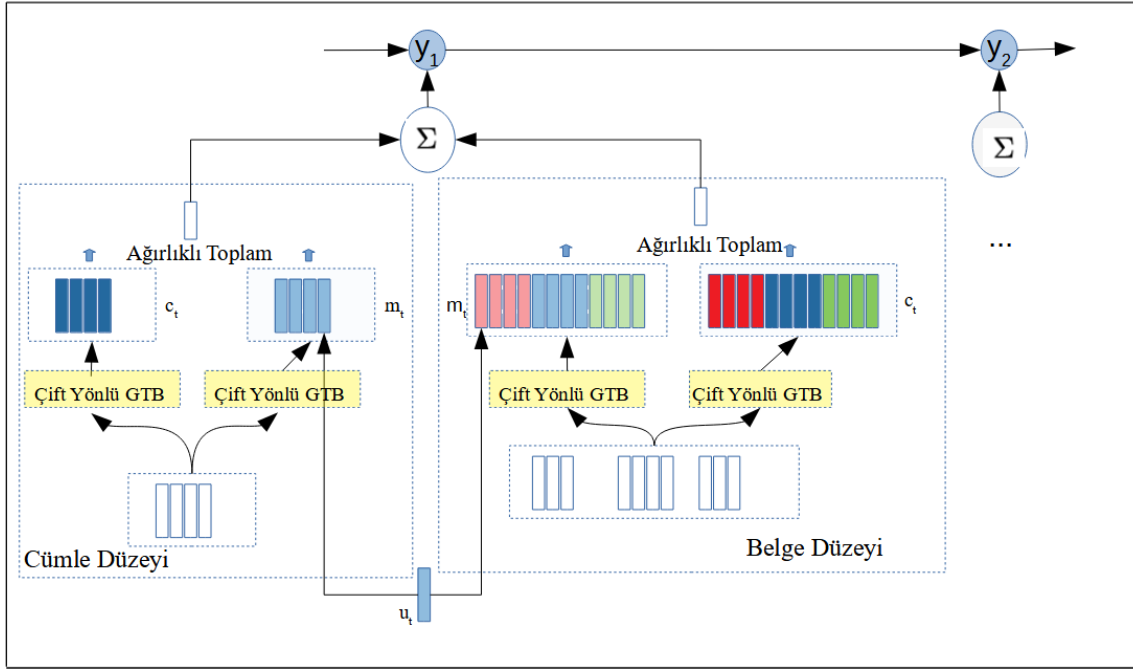 y1
y2
Σ
Σ
Ağırlıklı Toplam
Ağırlıklı Toplam
...
ct
mt
mt
ct
Çift Yönlü GTB
Çift Yönlü GTB
Çift Yönlü GTB
Çift Yönlü GTB
Cümle Düzeyi
Belge Düzeyi
ut